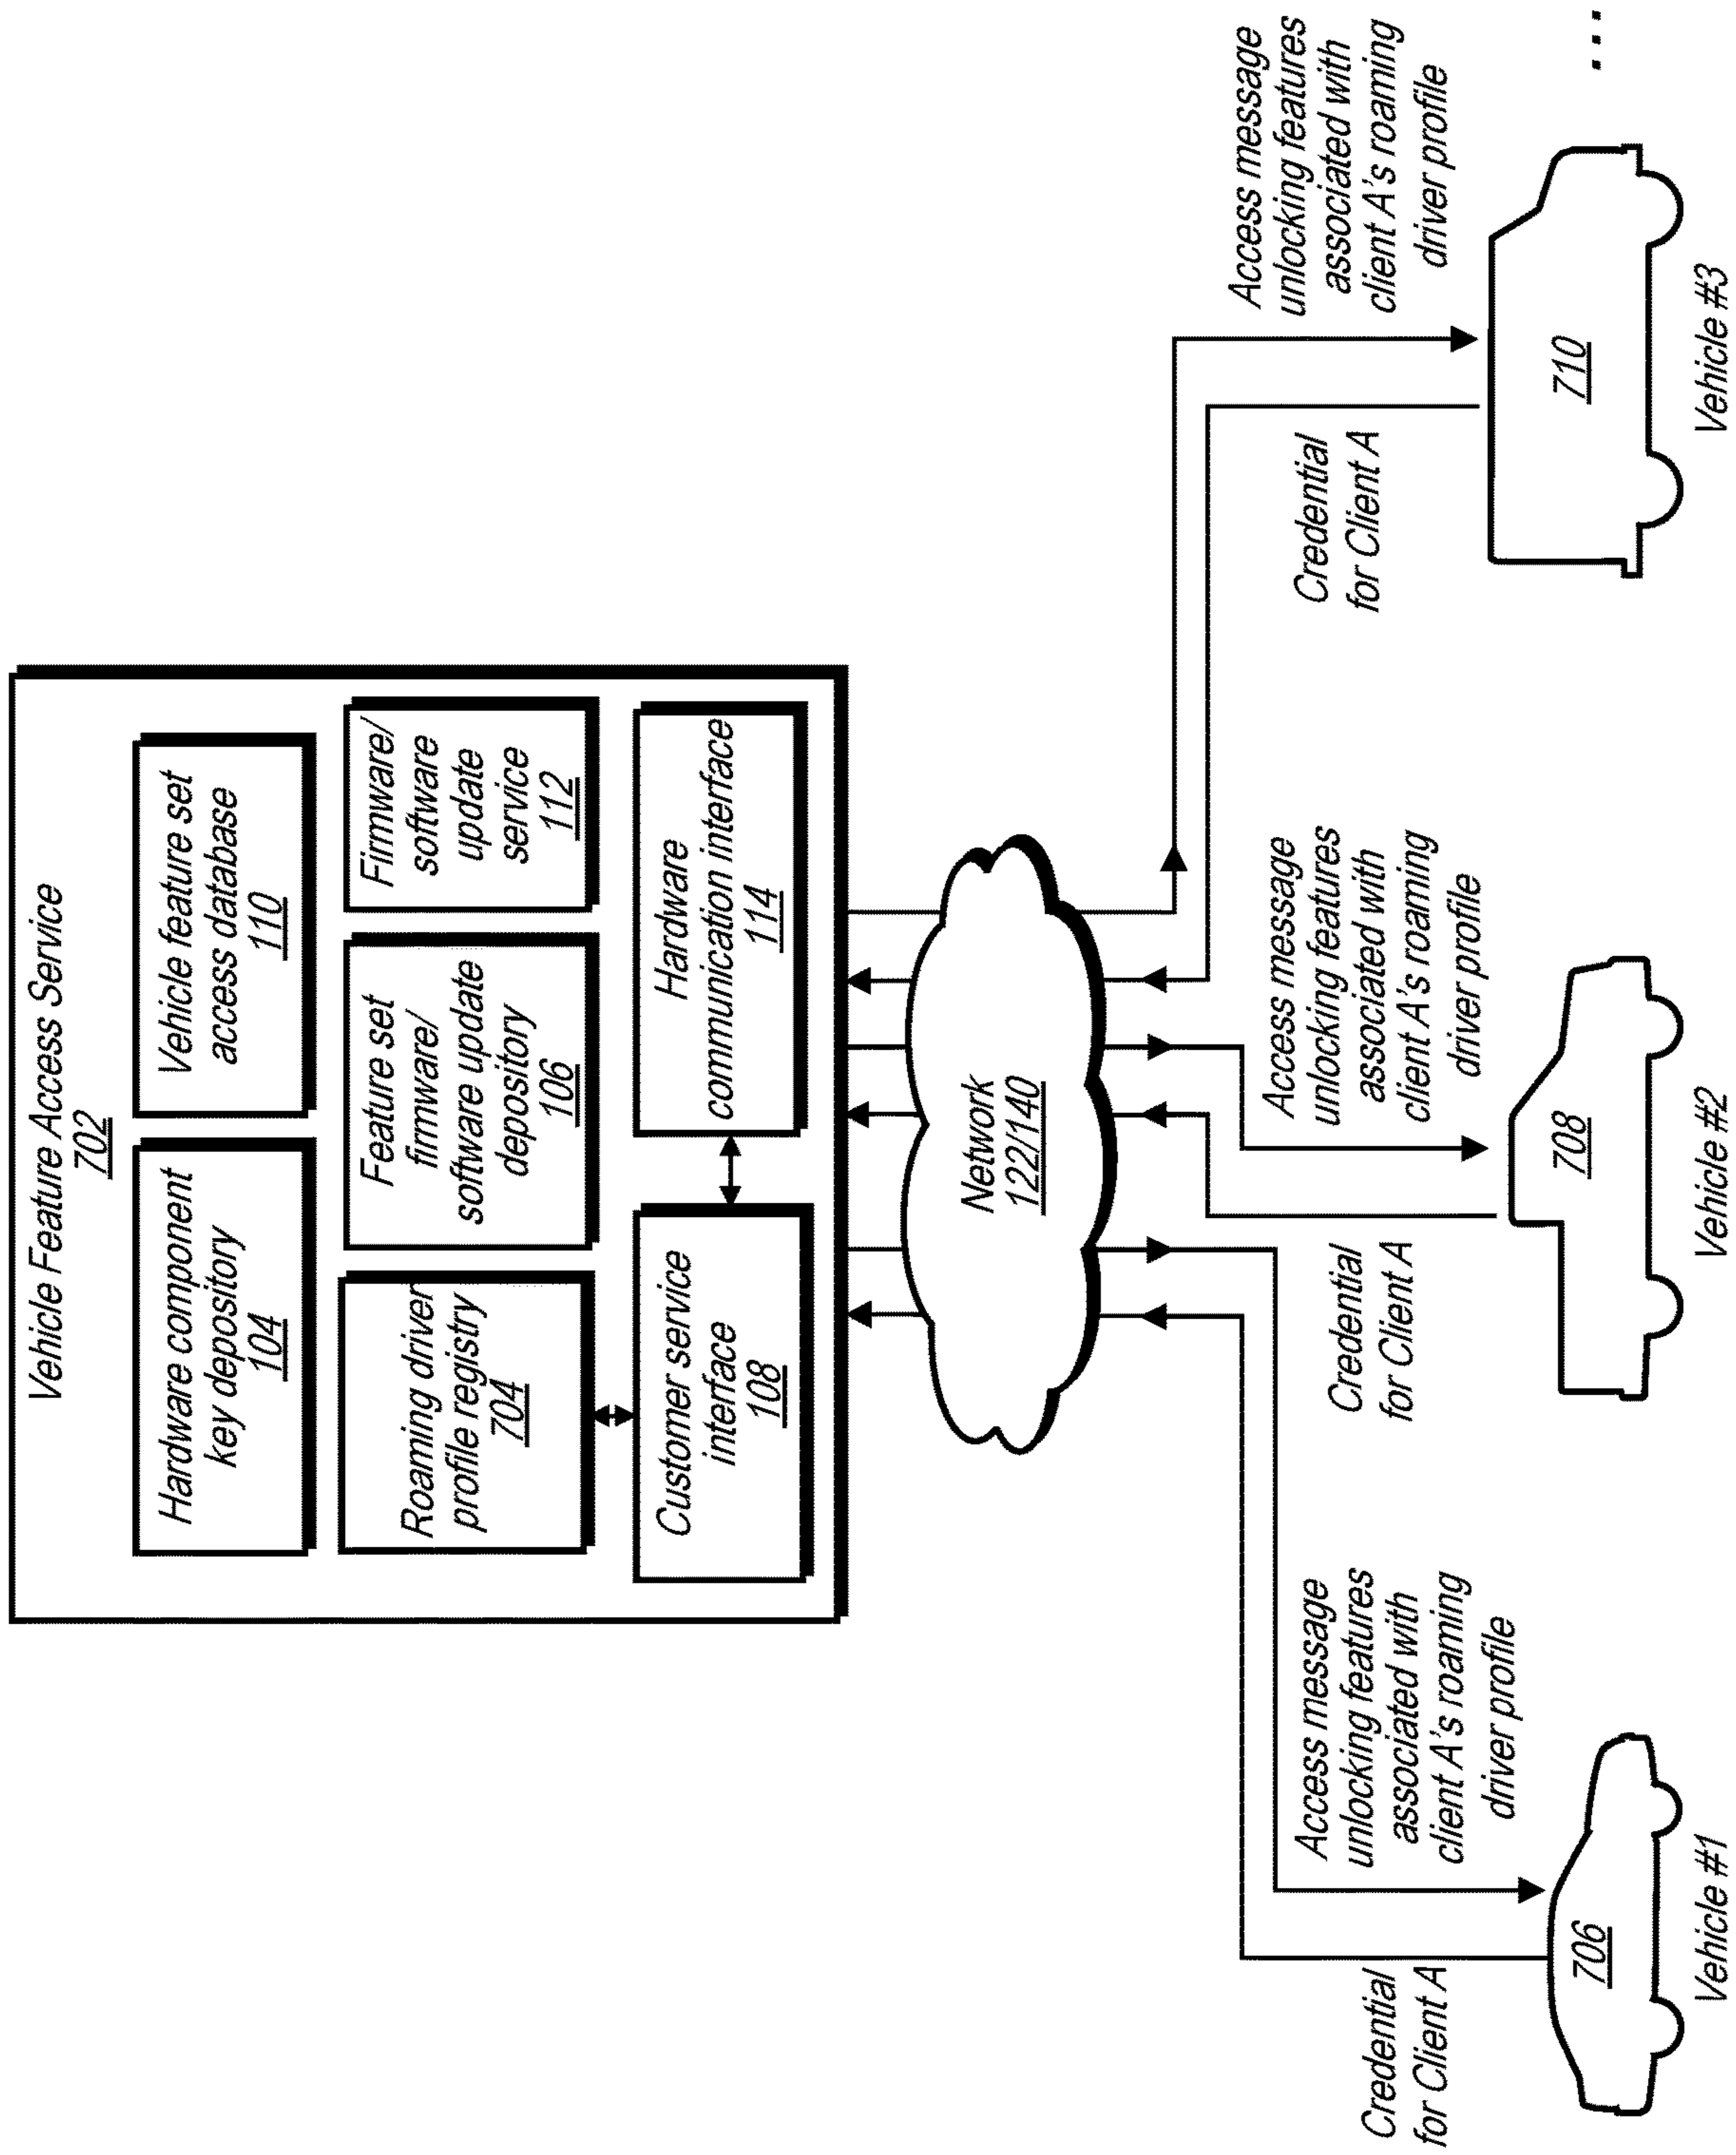 Vehicle Feature Access Service
702
Hardware component
key depository
104
Vehicle feature set
access database
110
Roaming driver
profile registry
704
Feature set
firmware/
software update
depository
106
Firmware/
software
update
service
112
Customer service
interface
108
Hardware
communication interface
114
Network
122/140
Credential
for Client A
Access message
unlocking features
associated with
client A's roaming
driver profile
706
Vehicle #1
Credential
for Client A
Access message
unlocking features
associated with
client A's roaming
driver profile
708
Vehicle #2
Credential
for Client A
Access message
unlocking features
associated with
client A's roaming
driver profile
710
Vehicle #3
...